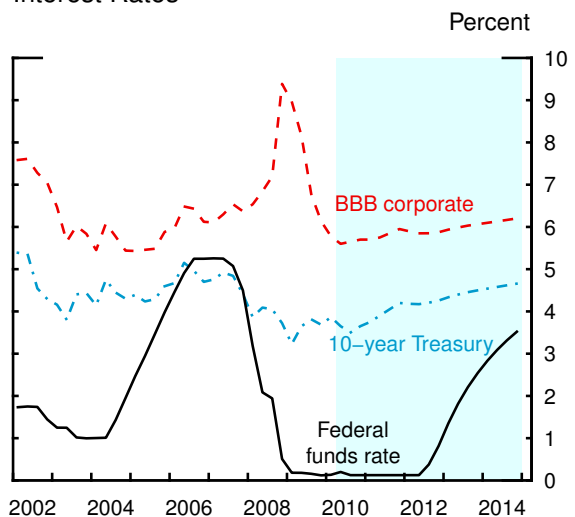 Interest Rates
Percent
10
9
8
7
6
5
4
3
2
1
0
BBB corporate
10−year Treasury
Federal
funds rate
2002 2004 2006 2008 2010 2012 2014